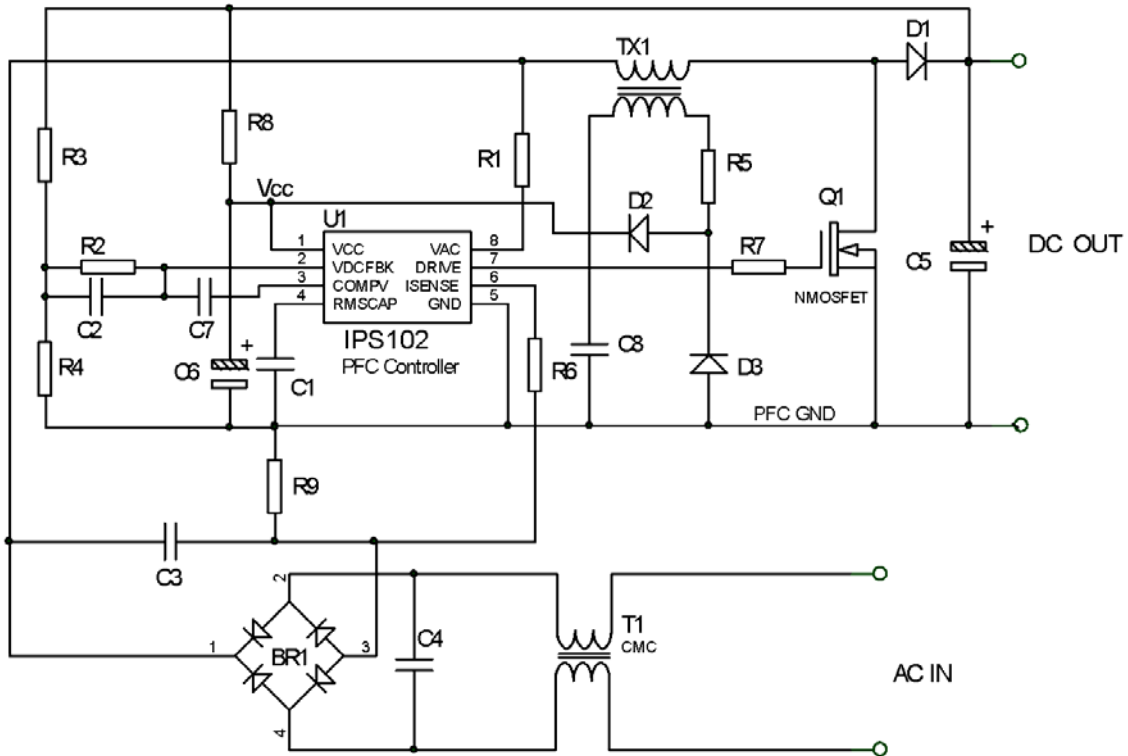 D1
TX1
R8
R3
R1
R5
Vcc
D2
Q1
U1
1 VCC VAC 8
2 VDCFBK DRIVE 7
3 COMPV ISENSE 6
4 RMSCAP GND 5
R2
R7
+
C5
DC OUT
NMOSFET
C2
C7
IPS102
PFC Controller
R4
C6
+
C1
R6
C8
D3
PFC GND
R9
C3
2
T1
CMC
C4
1
BR1
3
AC IN
4